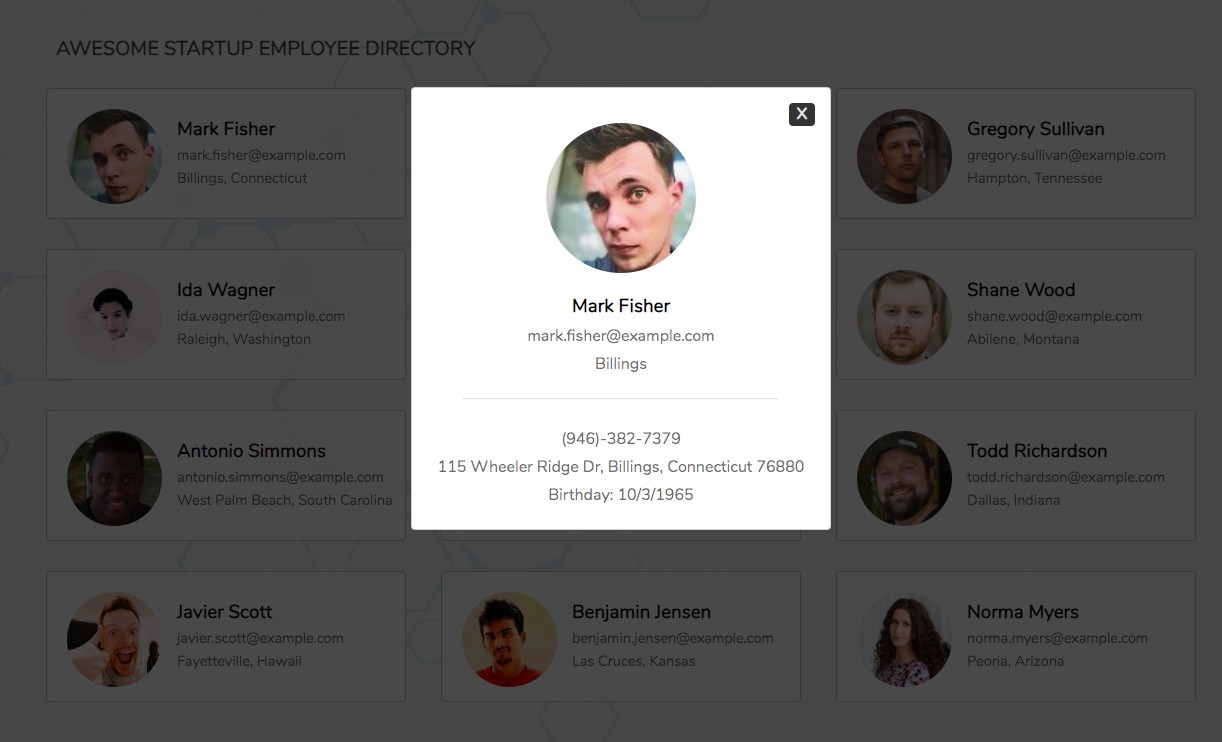 AWESOME STARTUP EMPLOYEE DIRECTORY
Mark Fisher
mark.fisher@example.com
Billings, Connecticut
X
Mark Fisher
mark.fisher@example.com
Billings
(946)-382-7379
115 Wheeler Ridge Dr, Billings, Connecticut 76880
Birthday: 10/3/1965
Gregory Sullivan
gregory.sullivan@example.com
Hampton, Tennessee
Ida Wagner
ida.wagner@example.com
Raleigh, Washington
Shane Wood
shane.wood@example.com
Abilene, Montana
Antonio Simmons
antonio.simmons@example.com
West Palm Beach, South Carolina
Todd Richardson
todd.richardson@example.com
Dallas, Indiana
Javier Scott
javier.scott@example.com
Fayetteville, Hawaii
Benjamin Jensen
benjamin.jensen@example.com
Las Cruces, Kansas
Norma Myers
norma.myers@example.com
Peoria, Arizona